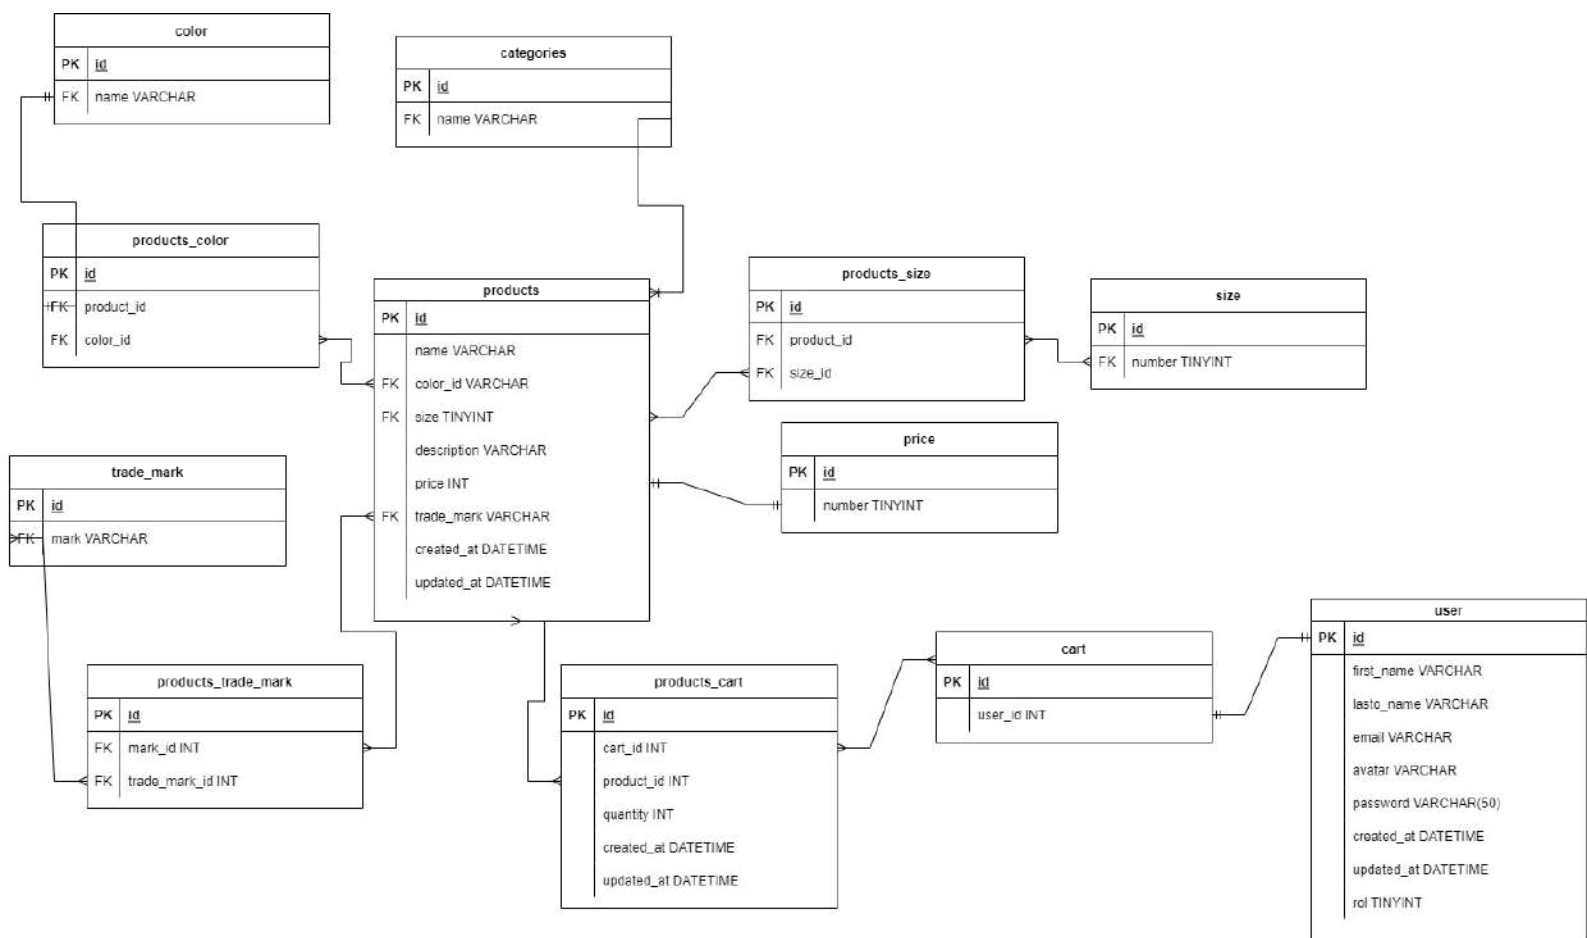 color
PK id
FK name VARCHAR
categories
PK id
FK name VARCHAR
products_color
PK id
FK product_id
FK color_id
products
PK id
name VARCHAR
FK color_id VARCHAR
FK size TINYINT
description VARCHAR
price INT
FK trade_mark VARCHAR
created_at DATETIME
updated_at DATETIME
products_size
PK id
FK product_id
FK size_id
size
PK id
FK number TINYINT
price
PK id
number TINYINT
trade_mark
PK id
FK mark VARCHAR
products_trade_mark
PK id
FK mark_id INT
FK trade_mark_id INT
products_cart
PK id
cart_id INT
product_id INT
quantity INT
created_at DATETIME
updated_at DATETIME
cart
PK id
user_id INT
user
PK id
first_name VARCHAR
lasto_name VARCHAR
email VARCHAR
avatar VARCHAR
password VARCHAR(50)
created_at DATETIME
updated_at DATETIME
rol TINYINT